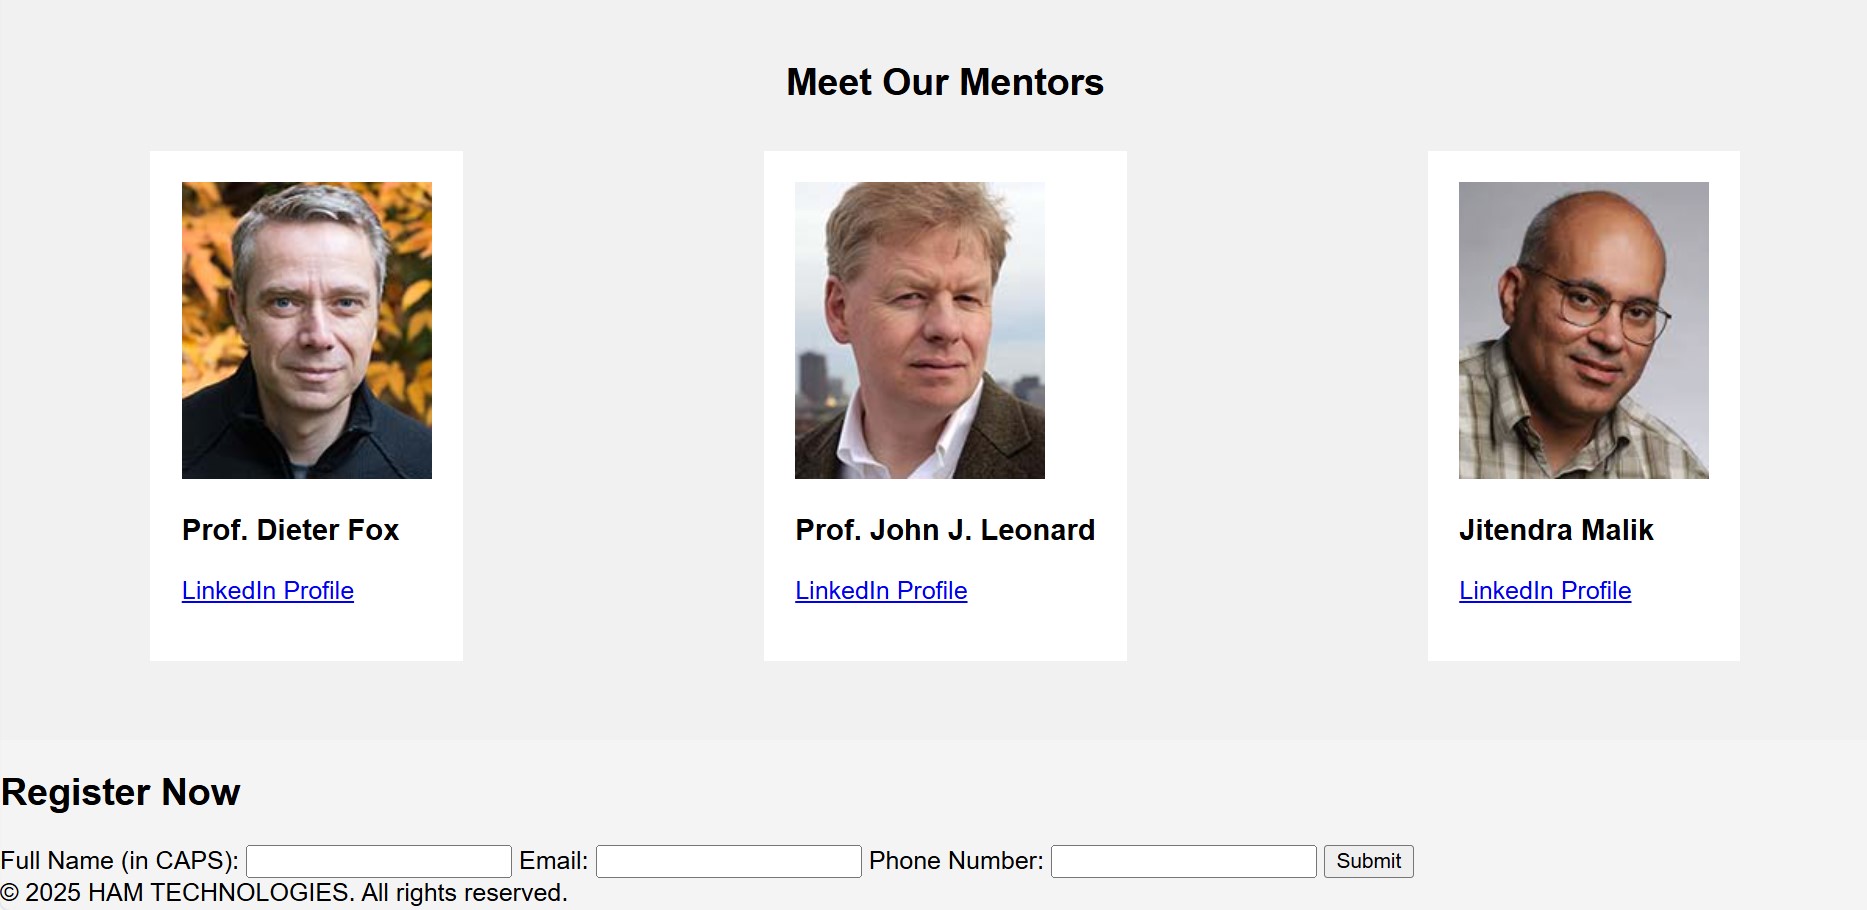 Meet Our Mentors
Prof. Dieter Fox
LinkedIn Profile
Prof. John J. Leonard
LinkedIn Profile
Jitendra Malik
LinkedIn Profile
Register Now
Full Name (in CAPS): Email: Phone Number: Submit
© 2025 HAM TECHNOLOGIES. All rights reserved.